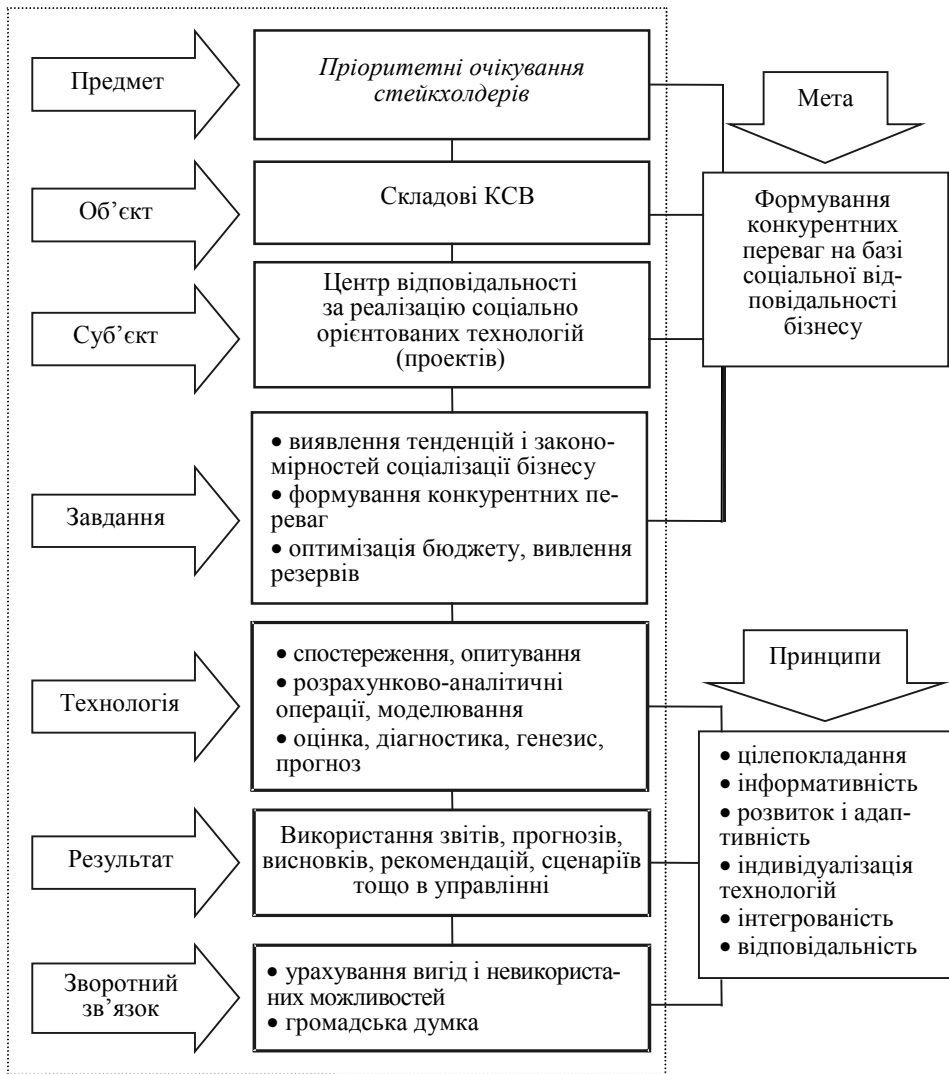 Предмет
Пріоритетні очікування
стейкхолдерів
Мета
Об’єкт
Складові КСВ
Формування
конкурентних
переваг на базі
соціальної від-
повідальності
бізнесу
Суб’єкт
Центр відповідальності
за реалізацію соціально
орієнтованих технологій
(проектів)
Завдання
• виявлення тенденцій і законо-
мірностей соціалізації бізнесу
• формування конкурентних пе-
реваг
• оптимізація бюджету, вивлення
резервів
Технологія
• спостереження, опитування
• розрахунково-аналітичні
операції, моделювання
• оцінка, діагностика, генезис,
прогноз
Принципи
• цілепокладання
• інформативність
• розвиток і адап-
тивність
• індивідуалізація
технологій
• інтегрованість
• відповідальність
Результат
Використання звітів, прогнозів,
висновків, рекомендацій, сценаріїв
тощо в управлінні
Зворотний
зв’язок
• урахування вигід і невикориста-
них можливостей
• громадська думка